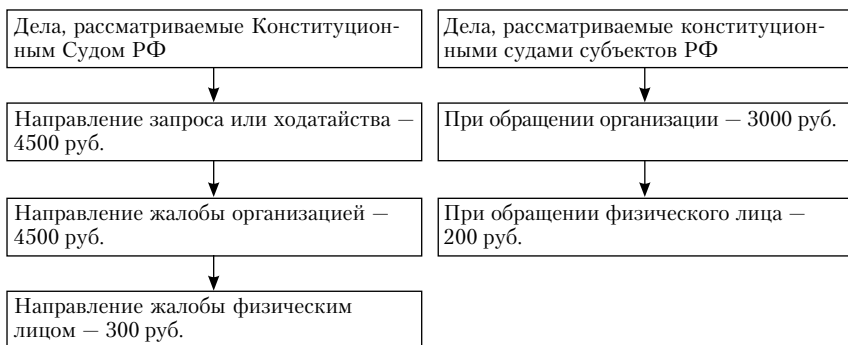 Дела, рассматриваемые Конституцион-
ным Судом РФ
Направление запроса или ходатайства —
4500 руб.
Направление жалобы организацией —
4500 руб.
Направление жалобы физическим
лицом — 300 руб.
Дела, рассматриваемые конституцион-
ными судами субъектов РФ
При обращении организации — 3000 руб.
При обращении физического лица —
200 руб.